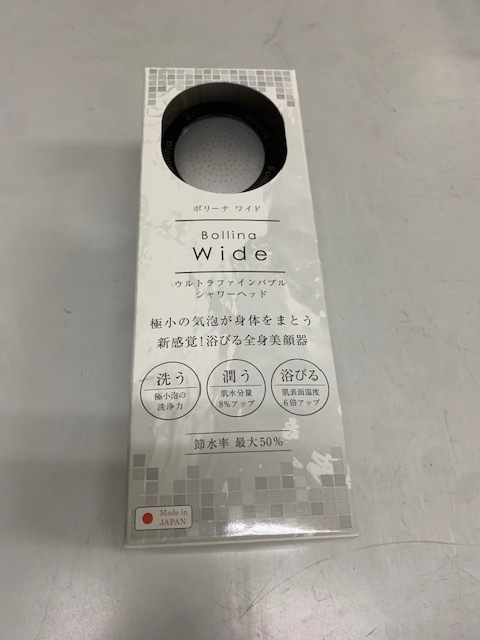 ボリーナ ワイド
Bollina
Wide
ウルトラファインバブル
シャワーヘッド
極小の気泡が身体をまとう
新感覚!浴びる全身美顔器
洗う
極小泡の
洗浄力
潤う
肌水分量
8%アップ
浴びる
肌表面温度
6倍アップ
節水率 最大50%
Made in
JAPAN